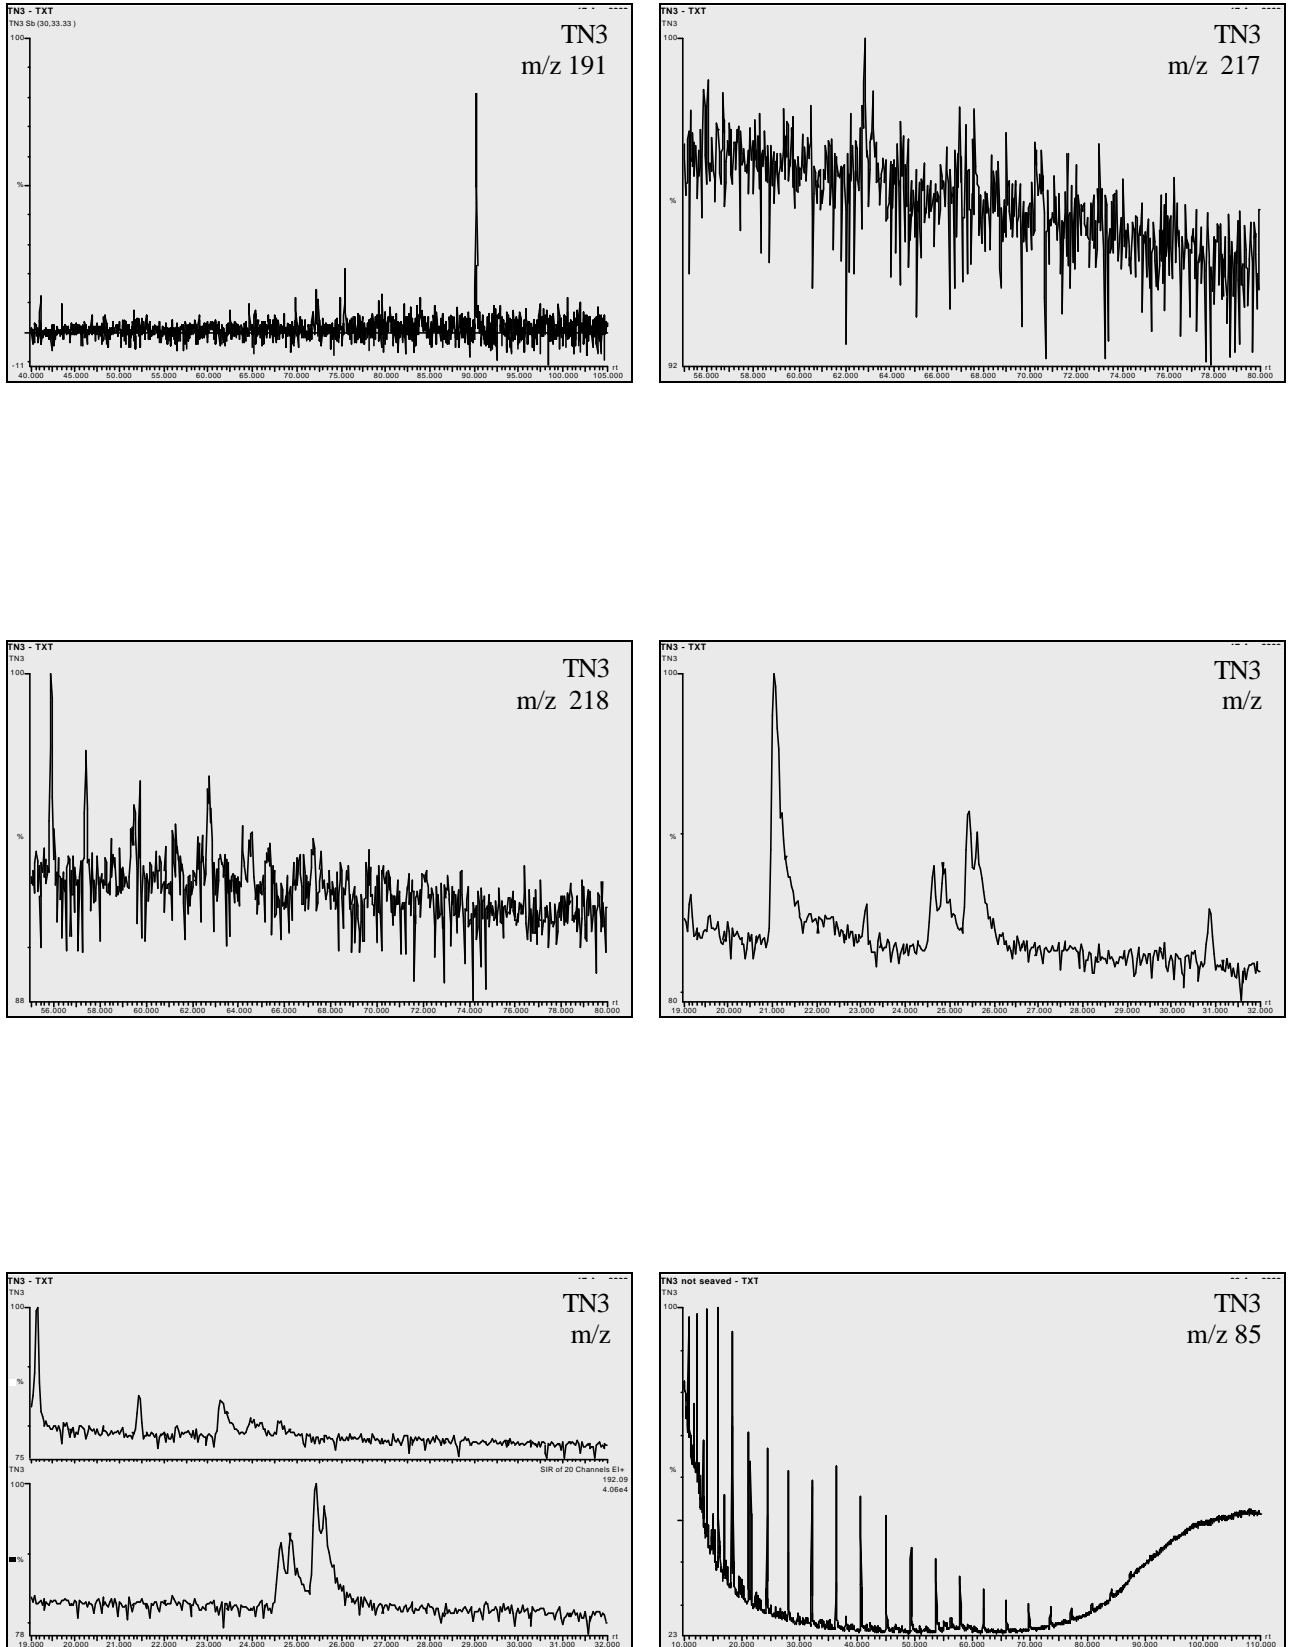 TN3 - TXT
TN3 Sb (30,33.33 )
TN3
m/z 191
100
%
-11
40.000 45.000 50.000 55.000 60.000 65.000 70.000 75.000 80.000 85.000 90.000 95.000 100.000 105.000 rt
TN3 - TXT
TN3
TN3
m/z 217
100
%
92
56.000 58.000 60.000 62.000 64.000 66.000 68.000 70.000 72.000 74.000 76.000 78.000 80.000 rt
TN3 - TXT
TN3
TN3
m/z 218
100
%
88
56.000 58.000 60.000 62.000 64.000 66.000 68.000 70.000 72.000 74.000 76.000 78.000 80.000 rt
TN3 - TXT
TN3
TN3
m/z
100
%
80
19.000 20.000 21.000 22.000 23.000 24.000 25.000 26.000 27.000 28.000 29.000 30.000 31.000 32.000 rt
TN3 - TXT
TN3
TN3
m/z
100
%
75
TN3
SIR of 20 Channels EI+
192.09
4.06e4
100
%
78
19.000 20.000 21.000 22.000 23.000 24.000 25.000 26.000 27.000 28.000 29.000 30.000 31.000 32.000
TN3 not seaved - TXT
TN3
TN3
m/z 85
100
%
23
10.000 20.000 30.000 40.000 50.000 60.000 70.000 80.000 90.000 100.000 110.000 rt